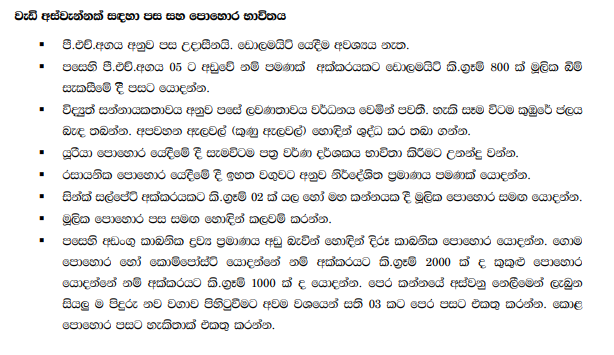 වැඩි අස්වැන්නක් සඳහා පස සහ පොහොර භාවිතය
▪ පී.එච්.අගය අනුව පස උදාසීනයි. ඩොලමයිට් යෙදීම අවශ්‍යය නැත.
▪ පසෙහි පී.එච්.අගය 05 ට අඩුවේ නම් පමණක් අක්කරයකට ඩොලමයිට් කි.ග්‍රෑම් 800 ක් මූලික බිම්
සැකසීමේ දී පසට යොදන්න.
▪ විද්‍යුත් සන්නායකතාවය අනුව පසේ ලවණතාවය වර්ධනය වෙමින් පවතී. හැකි සෑම විටම කුඹුරේ ජලය
බැඳ තබන්න. අපවහන ඇලවල් (කුණු ඇලවල්) හොඳින් ශුද්ධ කර තබා ගන්න.
▪ යූරියා පොහොර යෙදීමේ දී සැමවිටම පත්‍ර වර්ණ දර්ශකය භාවිතා කිරීමට උනන්දු වන්න.
▪ රසායනික පොහොර යෙදීමේ දී ඉහත වගුවට අනුව නිර්දේශිත ප්‍රමාණය පමණක් යොදන්න.
▪ සින්ක් සල්පේට් අක්කරයකට කි.ග්‍රෑම් 02 ක් යල හෝ මහ කන්නයක දී මූලික පොහොර සමඟ යොදන්න.
▪ මූලික පොහොර පස සමඟ හොඳින් කලවම් කරන්න.
▪ පසෙහි අඩංගු කාබනික ද්‍රව්‍ය ප්‍රමාණය අඩු බැවින් හොඳින් දිරූ කාබනික පොහොර යොදන්න. ගොම
පොහොර හෝ කොම්පෝස්ට් යොදන්නේ නම් අක්කරයකට කි.ග්‍රෑම් 2000 ක් ද කුකුළු පොහොර
යොදන්නේ නම් අක්කරයකට කි.ග්‍රෑම් 1000 ක් ද යොදන්න. පෙර කන්නයේ අස්වනු නෙලීමෙන් ලැබුන
සියලු ම පිදුරු නව වගාව පිහිටුවීමට අවම වශයෙන් සති 03 කට පෙර පසට එකතු කරන්න. කොළ
පොහොර පසට හැකිතාක් එකතු කරන්න.